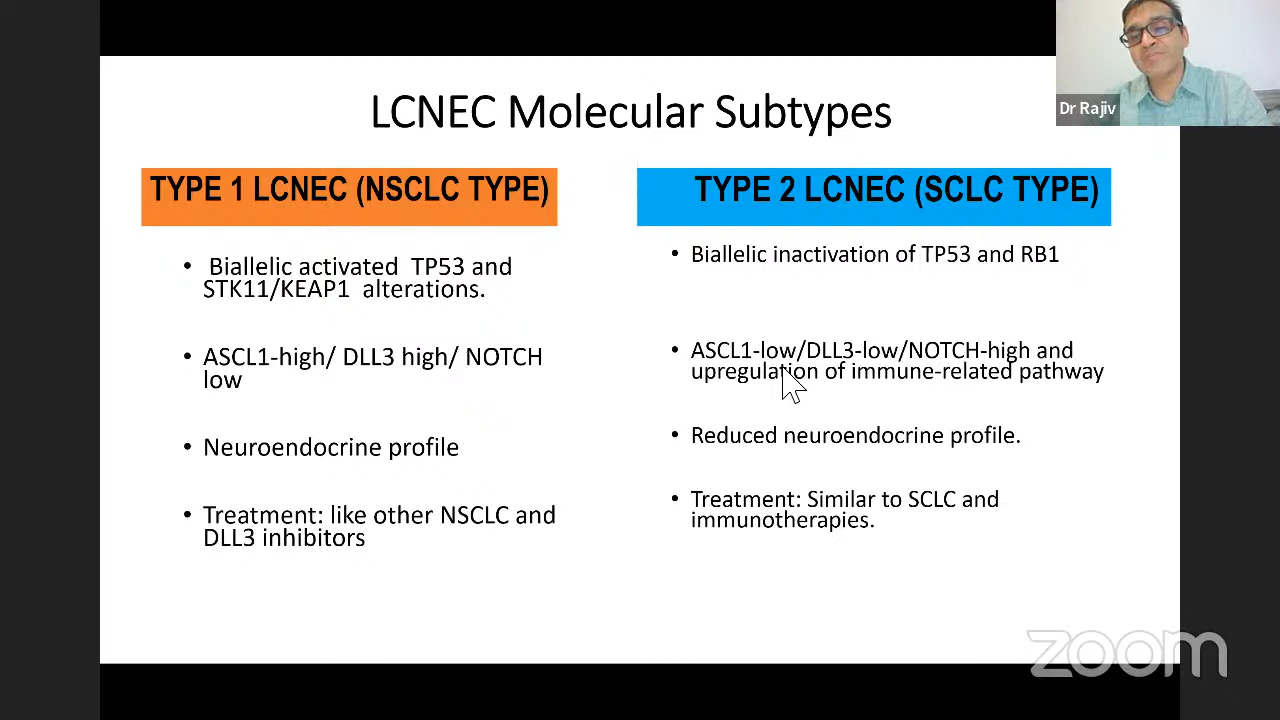 LCNEC Molecular Subtypes
Dr Rajiv
TYPE 1 LCNEC (NSCLC TYPE)
• Biallelic activated TP53 and
STK11/KEAP1 alterations.
• ASCL1-high/ DLL3 high/ NOTCH
low
• Neuroendocrine profile
• Treatment: like other NSCLC and
DLL3 inhibitors
TYPE 2 LCNEC (SCLC TYPE)
• Biallelic inactivation of TP53 and RB1
• ASCL1-low/DLL3-low/NOTCH-high and
upregulation of immune-related pathway
• Reduced neuroendocrine profile.
• Treatment: Similar to SCLC and
immunotherapies.
zoom